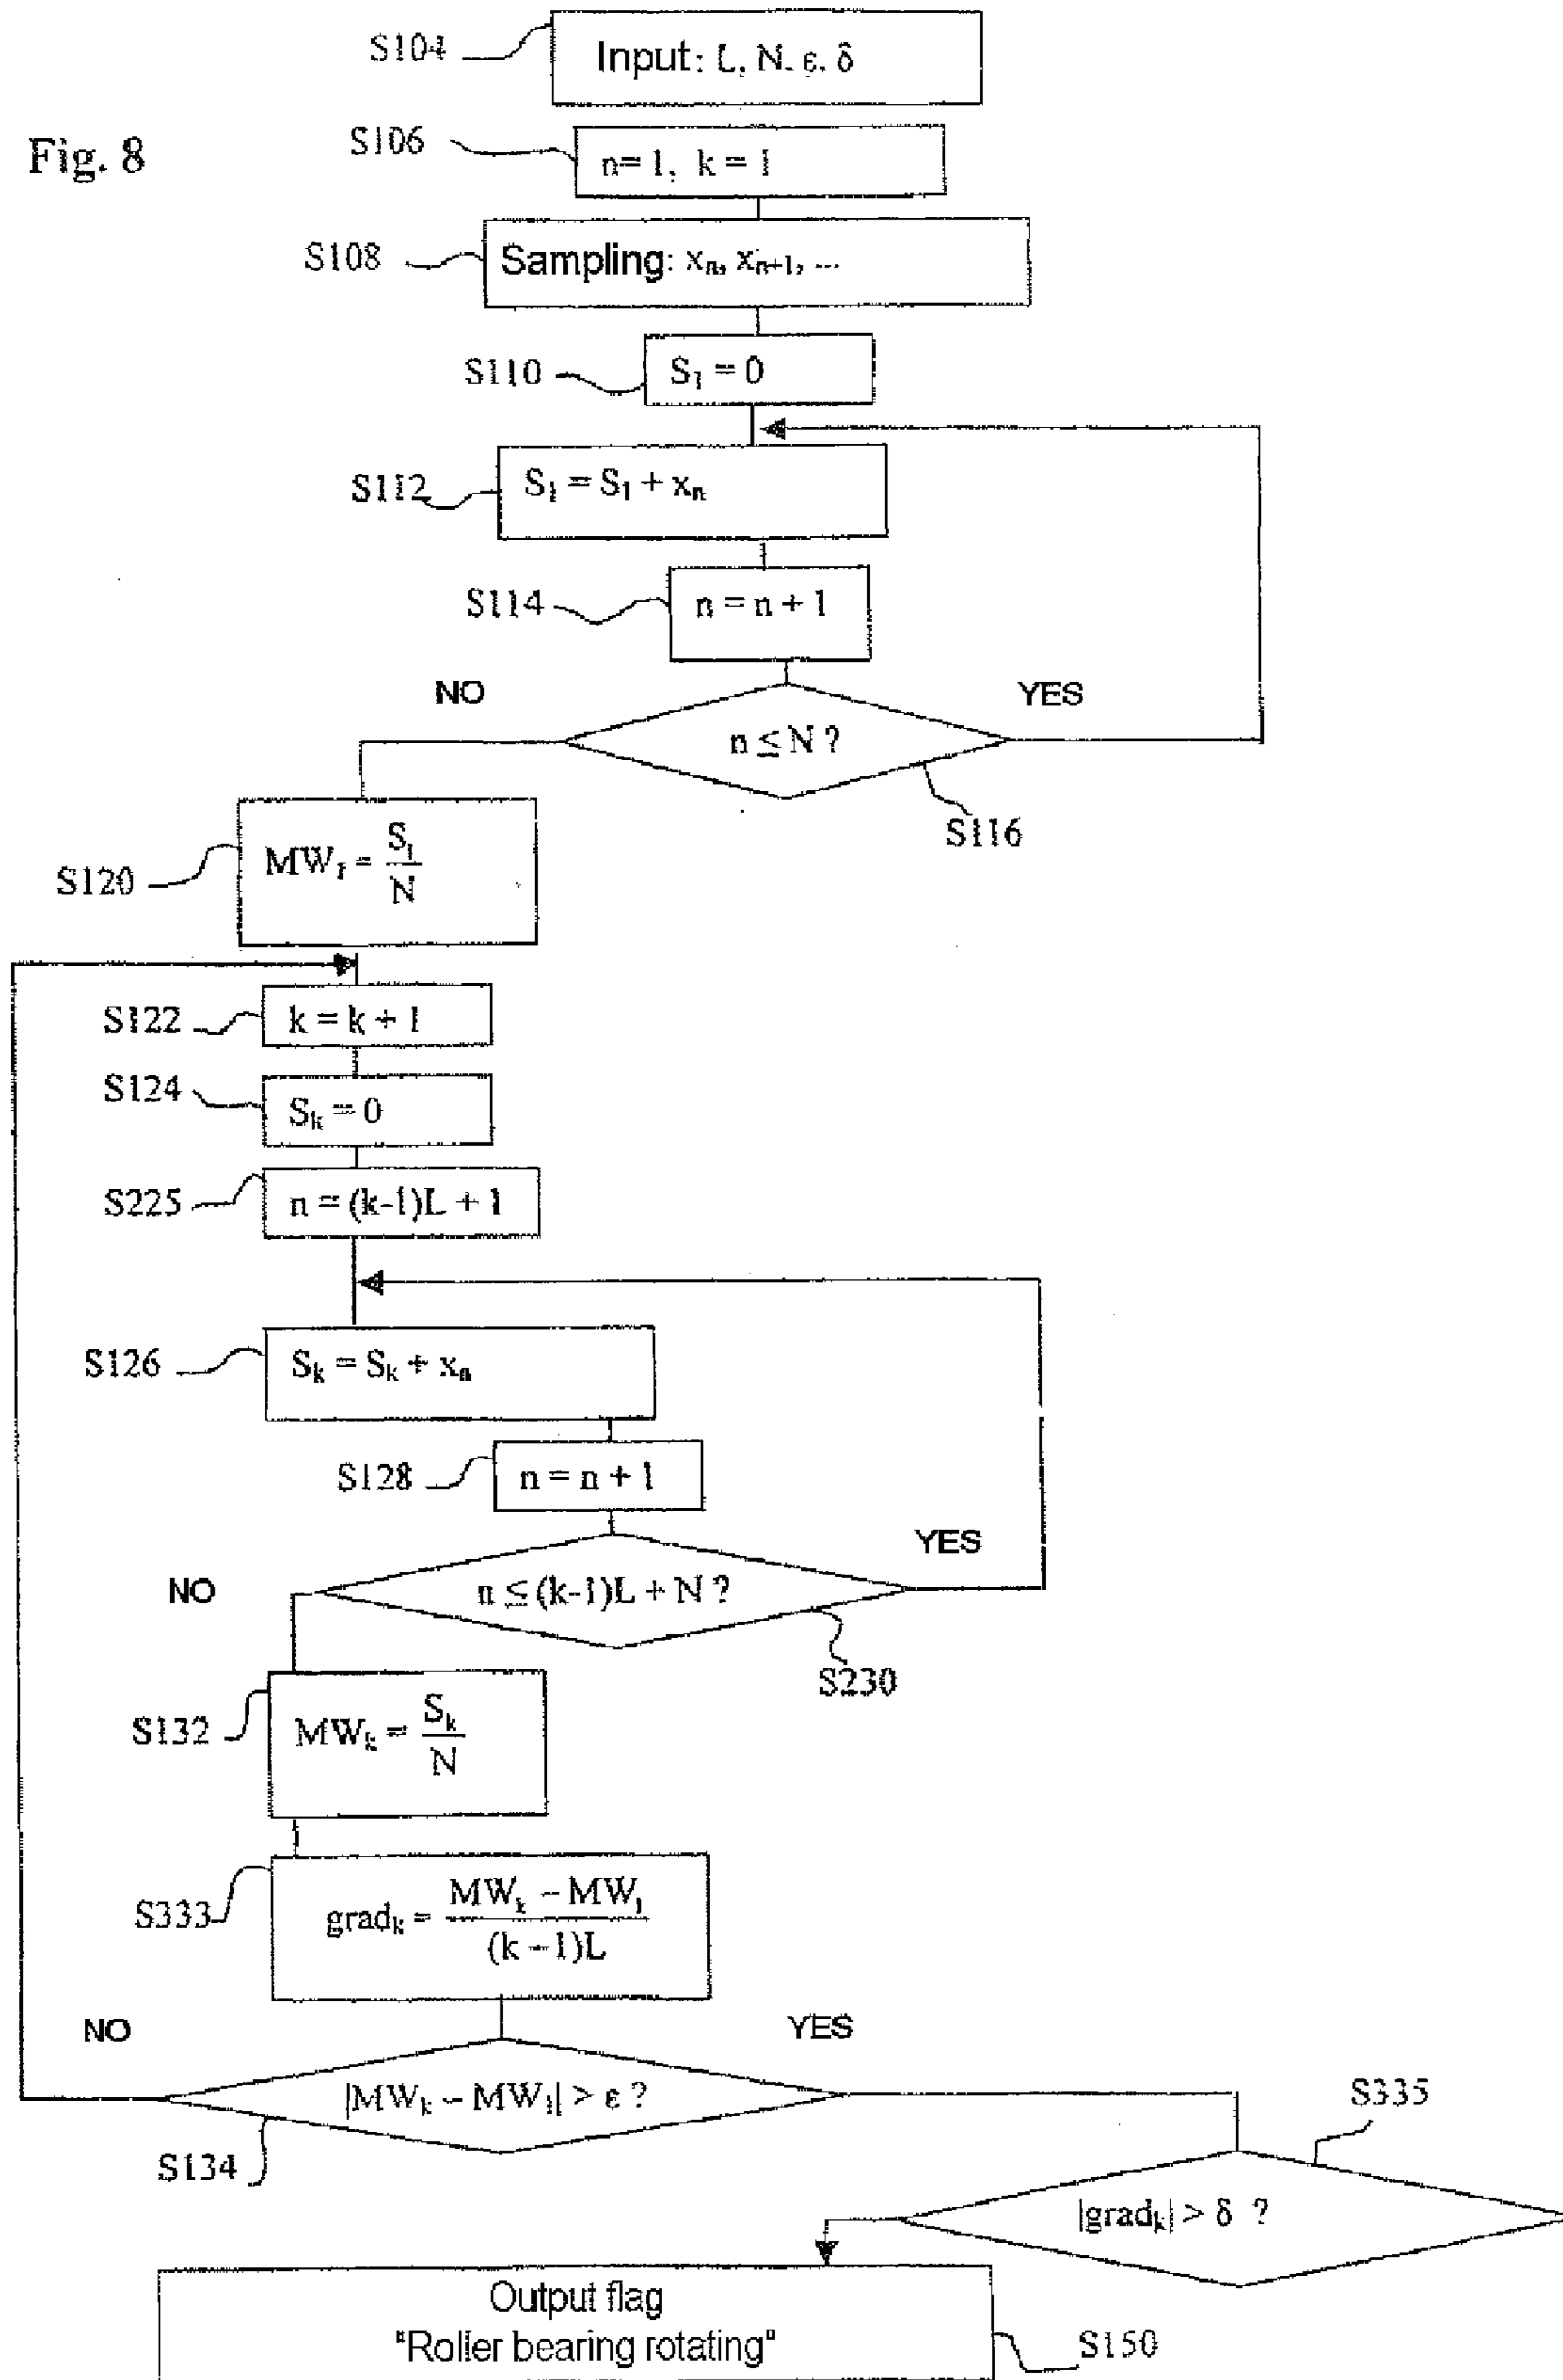 S104
Input: L, N, ε, δ
Fig. 8
S106
n= 1, k = 1
S108
Sampling: xₙ, xₙ₊₁, ...
S110
S₁ = 0
S112
S₁ = S₁ + xₙ
S114
n = n + 1
NO
YES
n ≤ N ?
S116
S120
MW₁ = S₁ / N
S122
k = k + 1
S124
Sₖ = 0
S225
n = (k-1)L + 1
S126
Sₖ = Sₖ + xₙ
S128
n = n + 1
YES
NO
n ≤ (k-1)L + N ?
S230
S132
MWₖ = Sₖ / N
S333
gradₖ = MWₖ – MW₁ / (k –1)L
NO
YES
|MWₖ – MW₁| > ε ?
S335
S134
|gradₖ| > δ ?
Output flag
"Roller bearing rotating"
S150